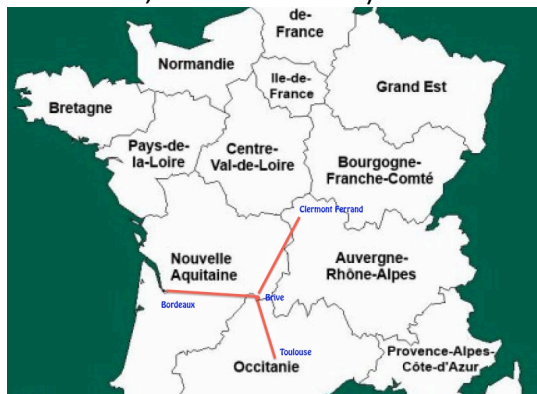 de-
France
Normandie
Ile-de-
France
Grand Est
Bretagne
Pays-de-
la-Loire
Centre-
Val-de-Loire
Bourgogne-
Franche-Comté
Clermont Ferrand
Nouvelle
Aquitaine
Auvergne-
Rhône-Alpes
Bordeaux
Brive
Toulouse
Occitanie
Provence-Alpes-
Côte-d'Azur